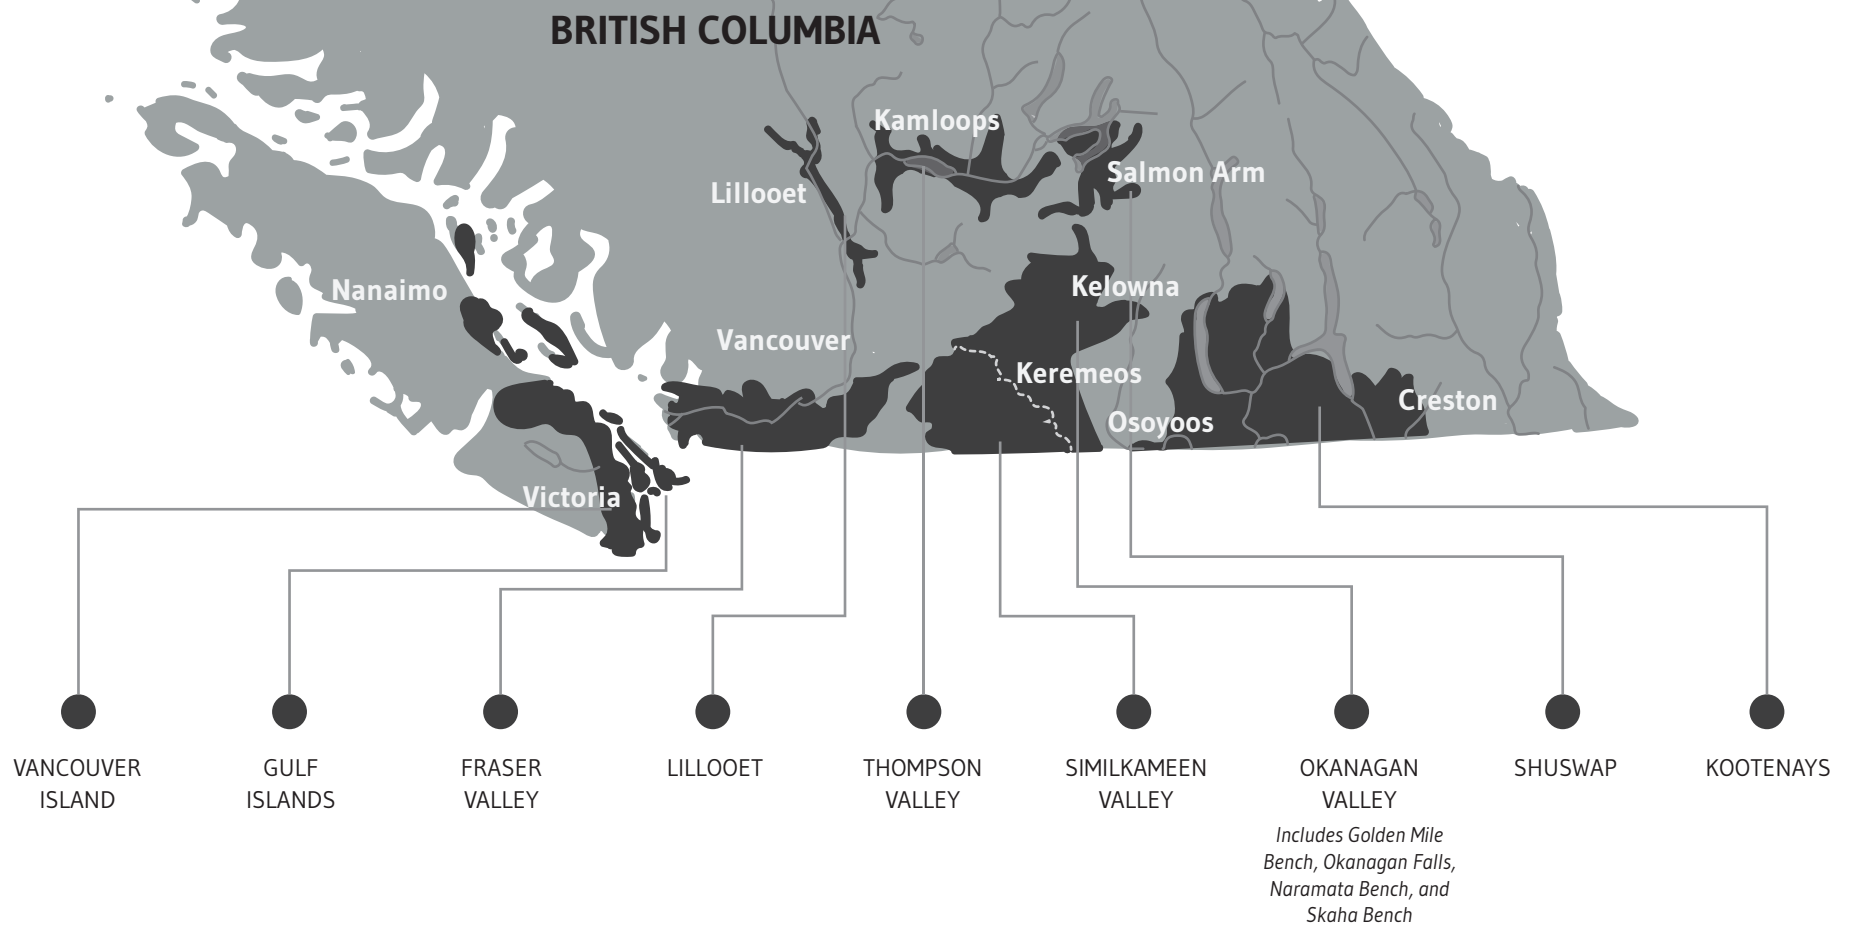 BRITISH COLUMBIA
Kamloops
Salmon Arm
Lillooet
Nanaimo
Kelowna
Vancouver
Keremeos
Creston
Osoyoos
Victoria
VANCOUVER
ISLAND
GULF
ISLANDS
FRASER
VALLEY
LILLOOET
THOMPSON
VALLEY
SIMILKAMEEN
VALLEY
OKANAGAN
VALLEY
Includes Golden Mile
Bench, Okanagan Falls,
Naramata Bench, and
Skaha Bench
SHUSWAP
KOOTENAYS